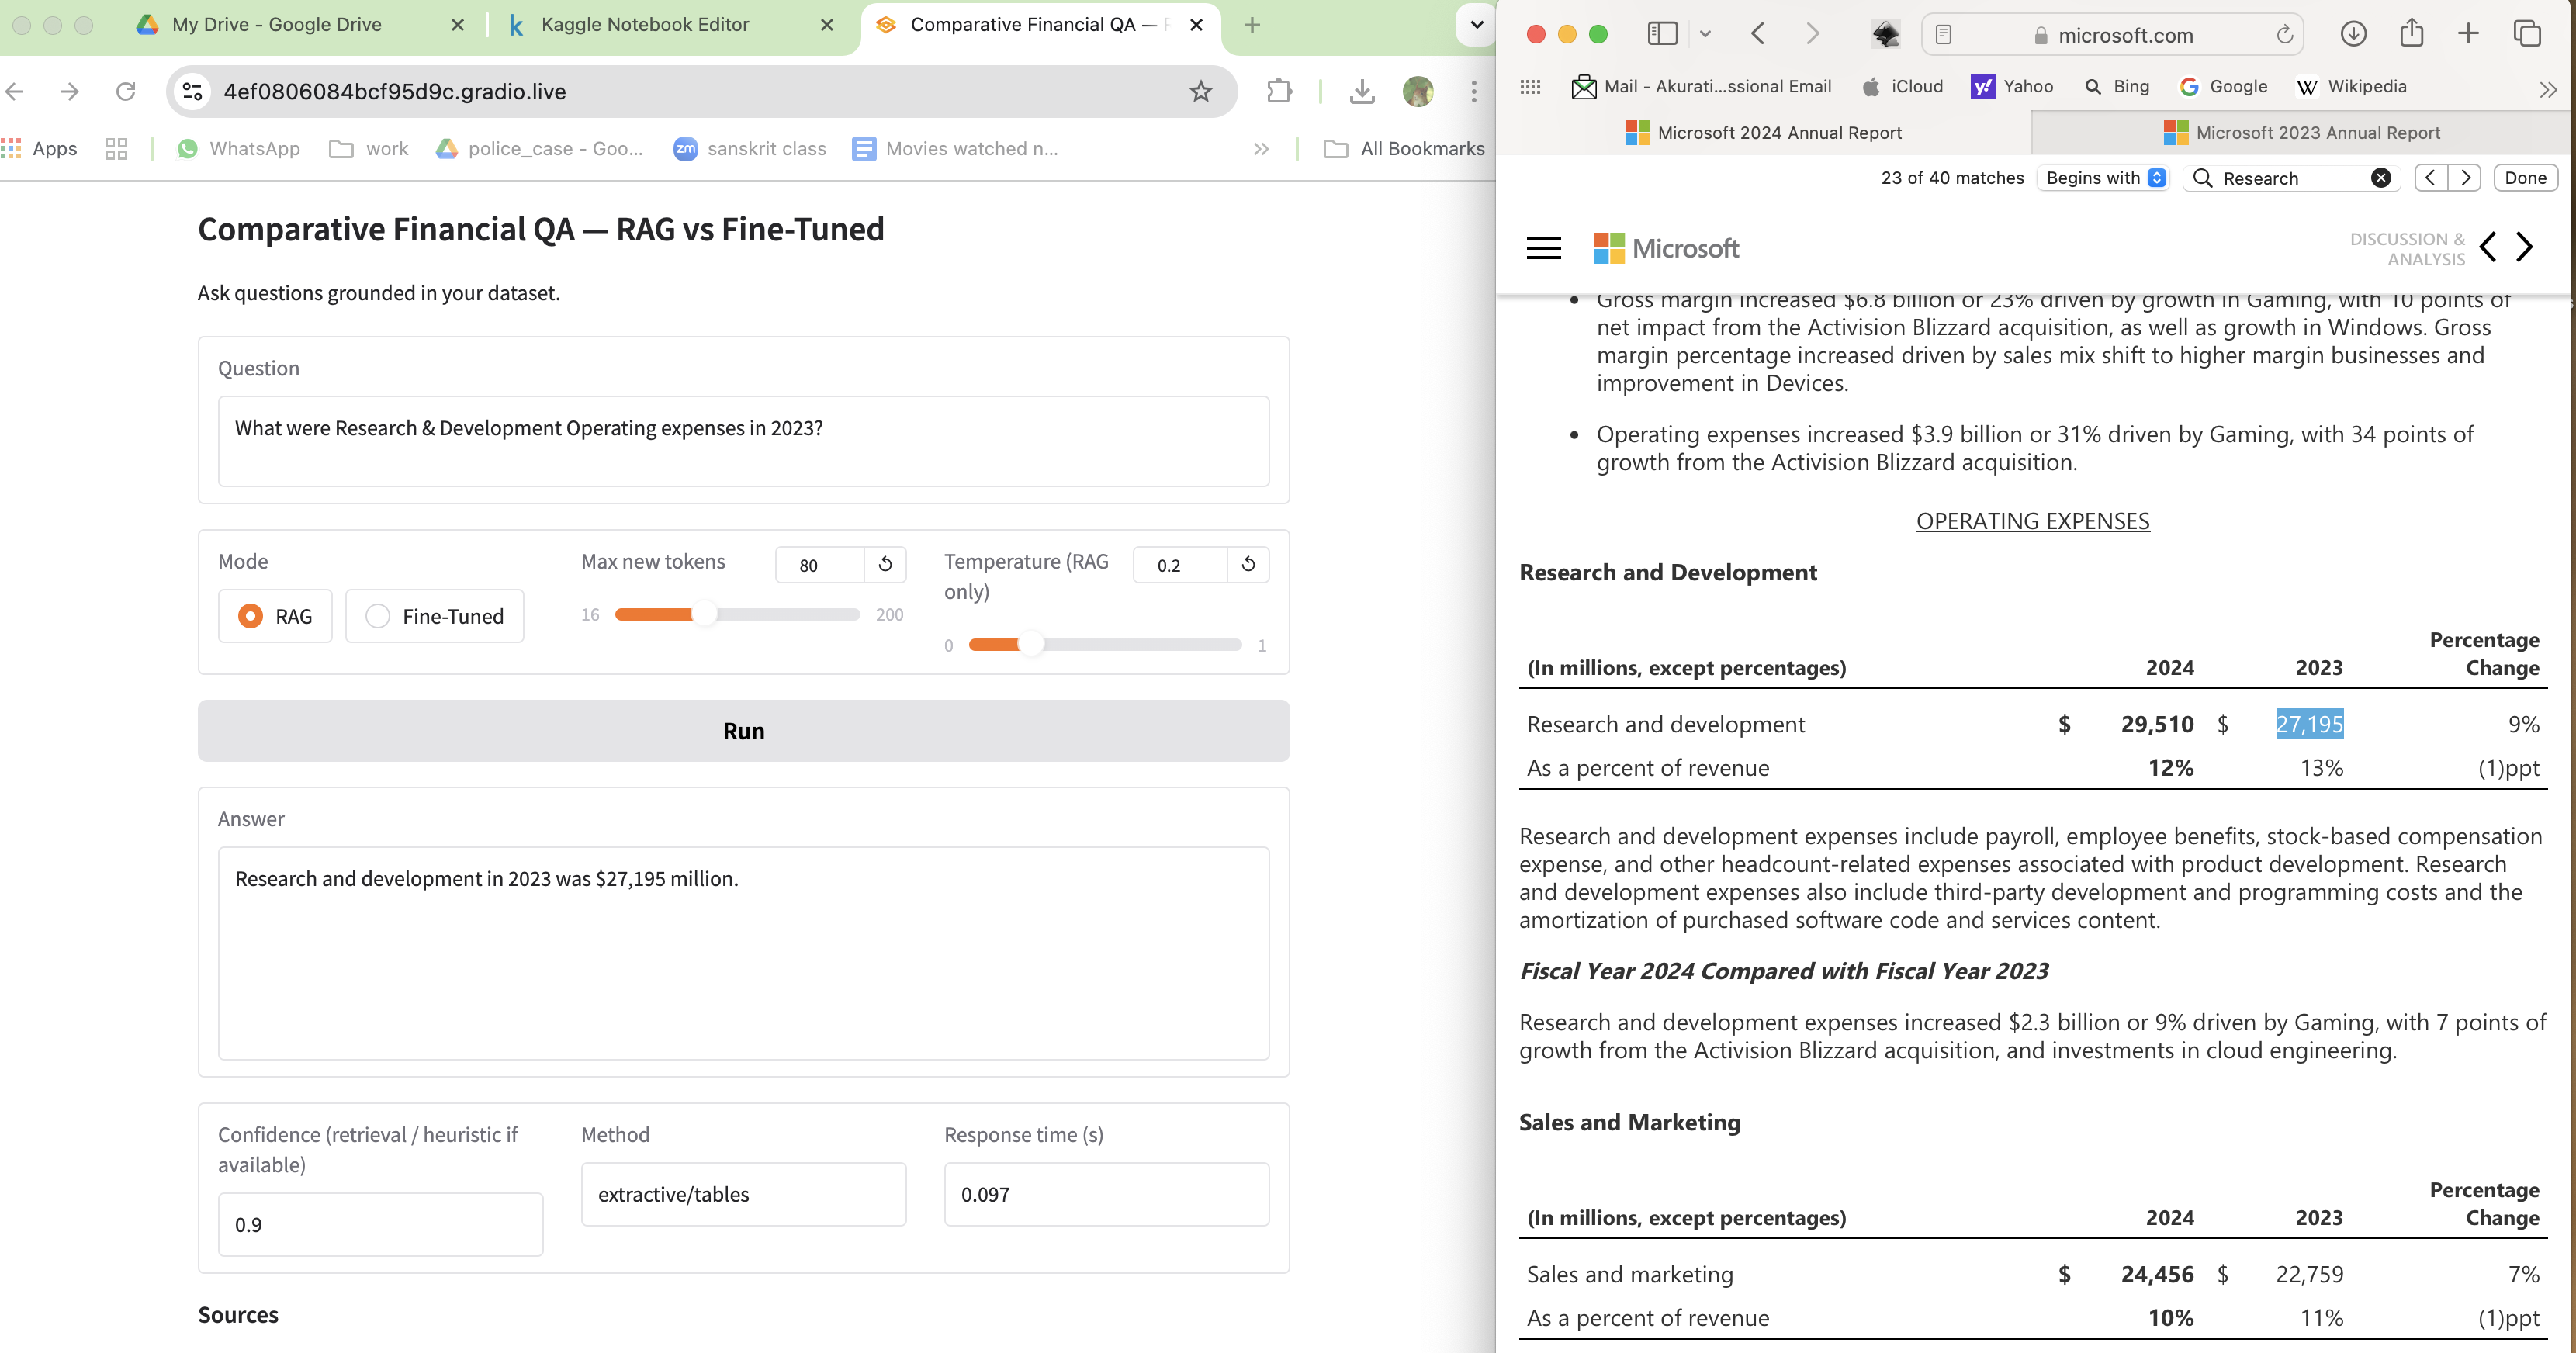 My Drive - Google Drive
Kaggle Notebook Editor
Comparative Financial QA —
4ef0806084bcf95d9c.gradio.live
Apps
WhatsApp
work
police_case - Goo...
zm
sanskrit class
Movies watched n...
All Bookmarks
Comparative Financial QA — RAG vs Fine-Tuned
Ask questions grounded in your dataset.
Question
What were Research & Development Operating expenses in 2023?
Mode
RAG
Fine-Tuned
Max new tokens
80
16
200
Temperature (RAG only)
0.2
0
1
Run
Answer
Research and development in 2023 was $27,195 million.
Confidence (retrieval / heuristic if available)
0.9
Method
extractive/tables
Response time (s)
0.097
Sources
microsoft.com
Mail - Akurati...ssional Email
iCloud
Yahoo
Bing
Google
W
Wikipedia
Microsoft 2024 Annual Report
Microsoft 2023 Annual Report
23 of 40 matches
Begins with
Research
Done
Microsoft
DISCUSSION &
ANALYSIS
• Gross margin increased $6.8 billion or 23% driven by growth in Gaming, with 10 points of
net impact from the Activision Blizzard acquisition, as well as growth in Windows. Gross
margin percentage increased driven by sales mix shift to higher margin businesses and
improvement in Devices.
• Operating expenses increased $3.9 billion or 31% driven by Gaming, with 34 points of
growth from the Activision Blizzard acquisition.
OPERATING EXPENSES
Research and Development
(In millions, except percentages) 2024 2023 Percentage Change
Research and development $ 29,510 $ 27,195 9%
As a percent of revenue 12% 13% (1)ppt
Research and development expenses include payroll, employee benefits, stock-based compensation
expense, and other headcount-related expenses associated with product development. Research
and development expenses also include third-party development and programming costs and the
amortization of purchased software code and services content.
Fiscal Year 2024 Compared with Fiscal Year 2023
Research and development expenses increased $2.3 billion or 9% driven by Gaming, with 7 points of
growth from the Activision Blizzard acquisition, and investments in cloud engineering.
Sales and Marketing
(In millions, except percentages) 2024 2023 Percentage Change
Sales and marketing $ 24,456 $ 22,759 7%
As a percent of revenue 10% 11% (1)ppt